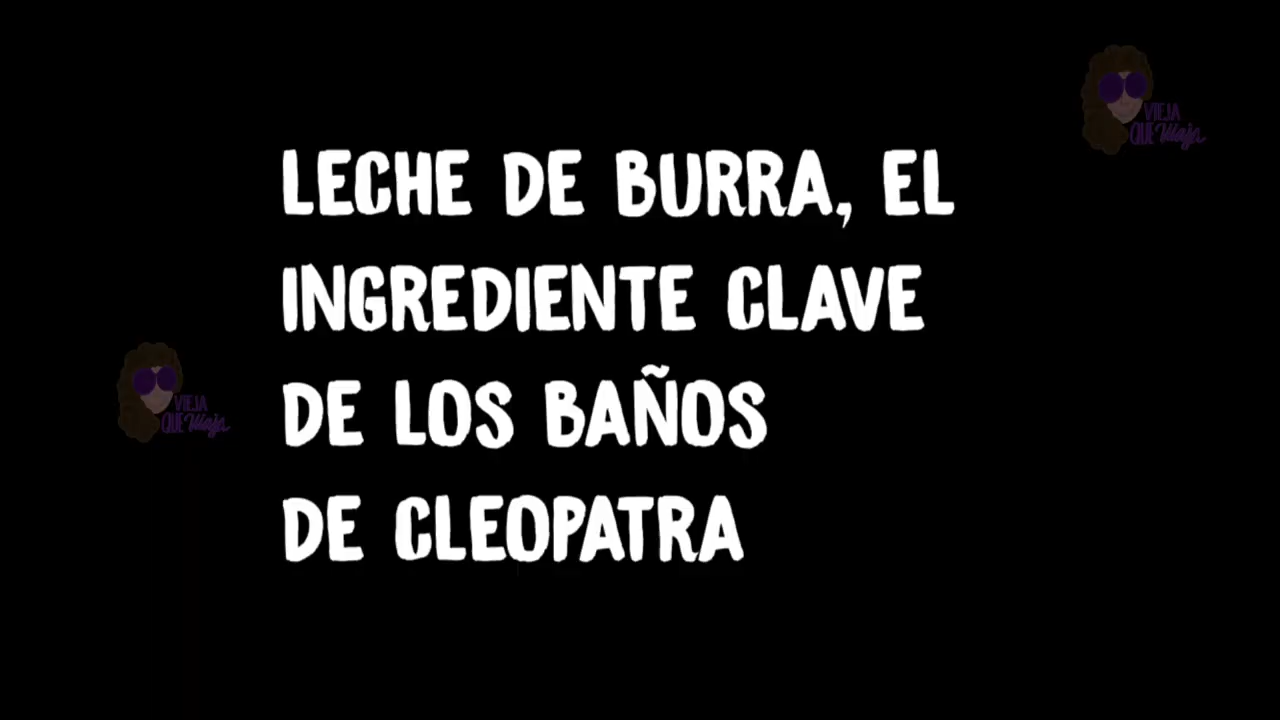 LECHE DE BURRA, EL
INGREDIENTE CLAVE
DE LOS BAÑOS
DE CLEOPATRA
VIEJA
QUE Viaja
VIEJA
QUE Viaja